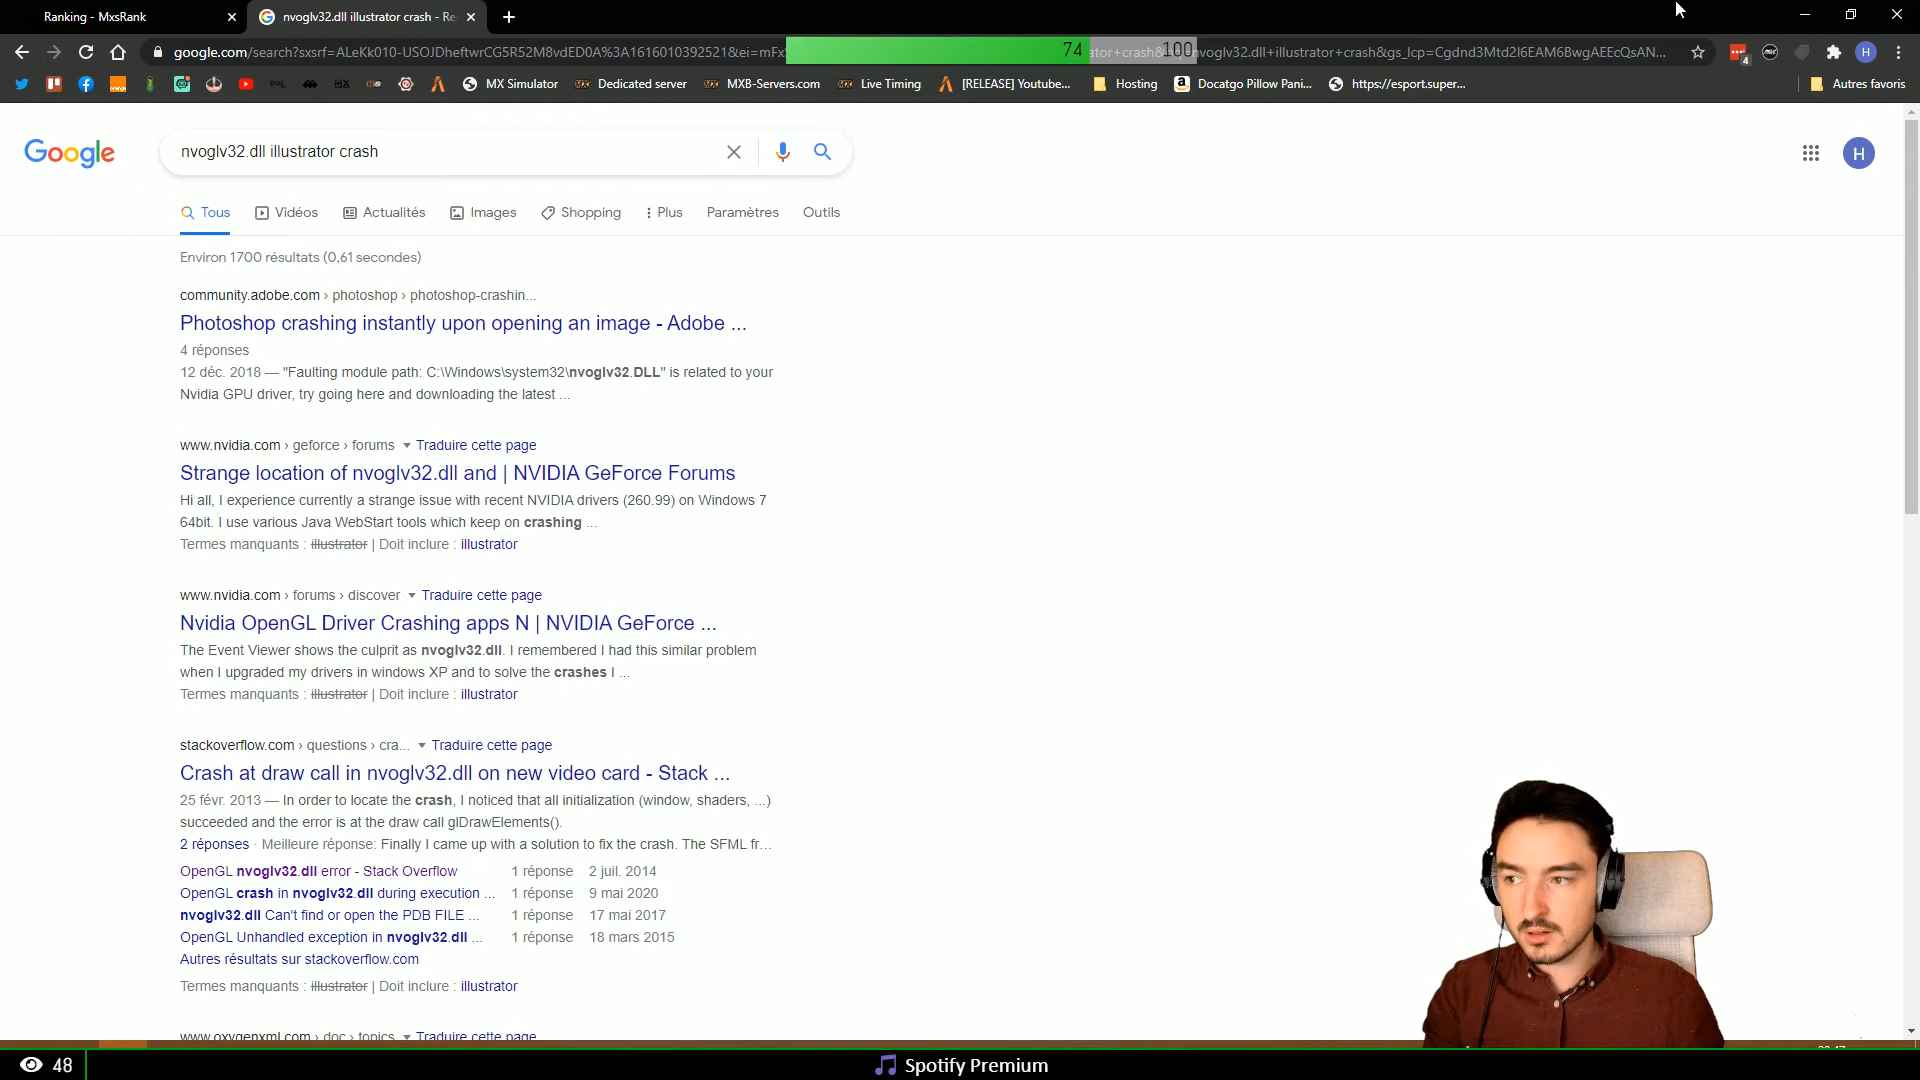 Ranking - MxsRank
nvoglv32.dll illustrator crash - Re
google.com/search?sxsrf=ALeKk010-USOJDheftwrCG5R52M8vdED0A%3A1616010392521&ei=mFx
74
100
ator+crash&
nvoglv32.dll+illustrator+crash&gs_lcp=Cgdnd3Mtd2l6EAM6BwgAEEcQsAN...
4
H
MX Simulator
Dedicated server
MXB-Servers.com
Live Timing
[RELEASE] Youtube...
Hosting
Docatgo Pillow Pani...
https://esport.super...
Autres favoris
Google
nvoglv32.dll illustrator crash
H
Tous
Vidéos
Actualités
Images
Shopping
Plus
Paramètres
Outils
Environ 1 700 résultats (0,61 secondes)
community.adobe.com › photoshop › photoshop-crashin...
Photoshop crashing instantly upon opening an image - Adobe ...
4 réponses
12 déc. 2018 — "Faulting module path: C:\Windows\system32\nvoglv32.DLL" is related to your
Nvidia GPU driver, try going here and downloading the latest ...
www.nvidia.com › geforce › forums
Traduire cette page
Strange location of nvoglv32.dll and | NVIDIA GeForce Forums
Hi all, I experience currently a strange issue with recent NVIDIA drivers (260.99) on Windows 7
64bit. I use various Java WebStart tools which keep on crashing ...
Termes manquants : illustrator | Doit inclure : illustrator
www.nvidia.com › forums › discover
Traduire cette page
Nvidia OpenGL Driver Crashing apps N | NVIDIA GeForce ...
The Event Viewer shows the culprit as nvoglv32.dll. I remembered I had this similar problem
when I upgraded my drivers in windows XP and to solve the crashes I ...
Termes manquants : illustrator | Doit inclure : illustrator
stackoverflow.com › questions › cra...
Traduire cette page
Crash at draw call in nvoglv32.dll on new video card - Stack ...
25 févr. 2013 — In order to locate the crash, I noticed that all initialization (window, shaders, ...)
succeeded and the error is at the draw call glDrawElements().
2 réponses · Meilleure réponse: Finally I came up with a solution to fix the crash. The SFML fr...
OpenGL nvoglv32.dll error - Stack Overflow 1 réponse 2 juil. 2014
OpenGL crash in nvoglv32.dll during execution ... 1 réponse 9 mai 2020
nvoglv32.dll Can't find or open the PDB FILE ... 1 réponse 17 mai 2017
OpenGL Unhandled exception in nvoglv32.dll ... 1 réponse 18 mars 2015
Autres résultats sur stackoverflow.com
Termes manquants : illustrator | Doit inclure : illustrator
www.oxygenxml.com › doc › topics
Traduire cette page
48
Spotify Premium